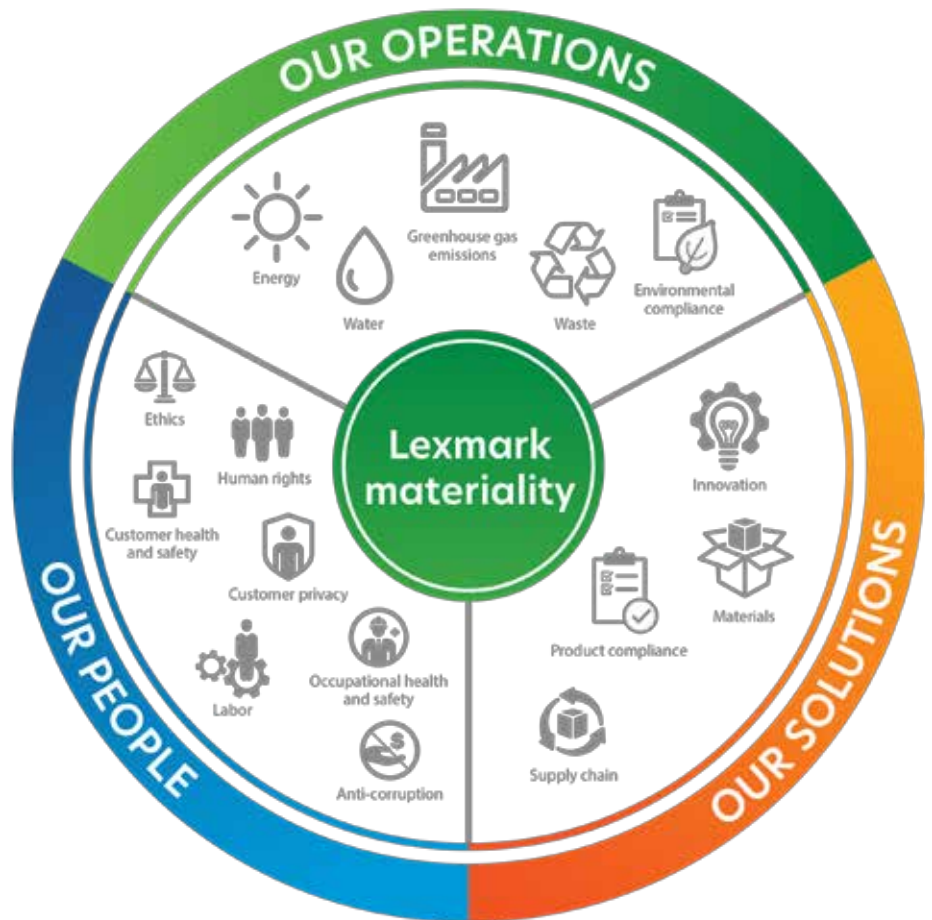 OUR OPERATIONS
Energy
Water
Greenhouse gas
emissions
Waste
Environmental
compliance
Lexmark
materiality
Ethics
Human rights
Customer health
and safety
Customer privacy
Labor
Occupational health
and safety
Anti-corruption
OUR PEOPLE
Innovation
Materials
Product compliance
Supply chain
OUR SOLUTIONS
$